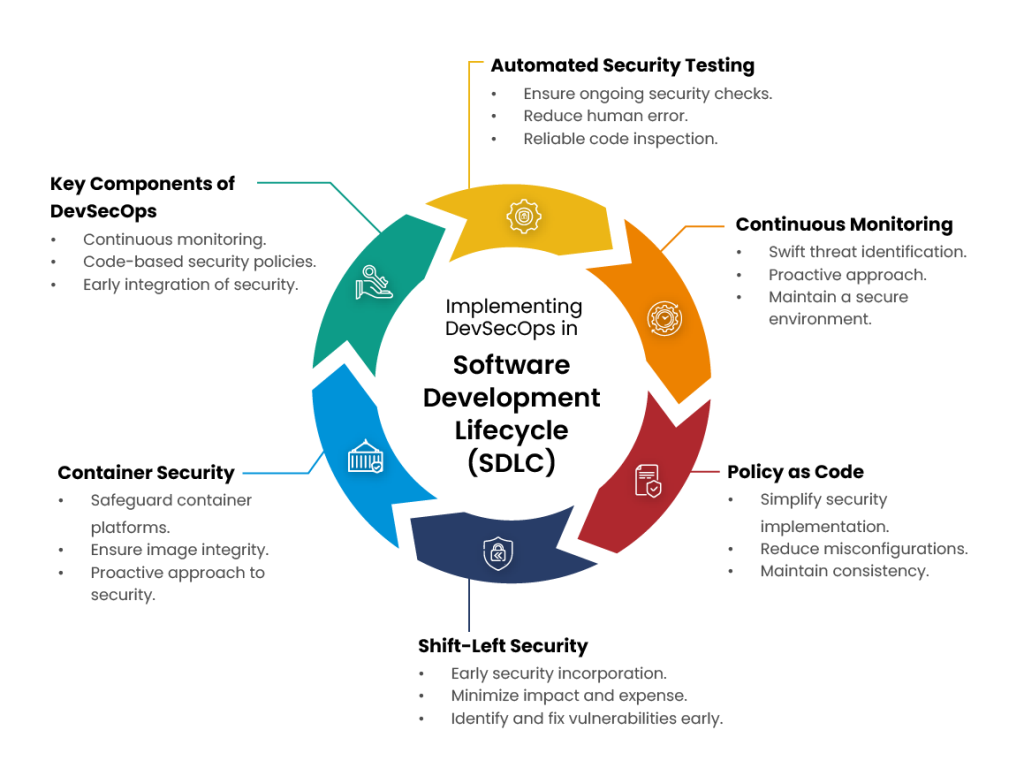 Automated Security Testing
• Ensure ongoing security checks.
• Reduce human error.
• Reliable code inspection.
Key Components of
DevSecOps
• Continuous monitoring.
• Code-based security policies.
• Early integration of security.
Continuous Monitoring
• Swift threat identification.
• Proactive approach.
• Maintain a secure
environment.
Implementing
DevSecOps in
Software
Development
Lifecycle
(SDLC)
Container Security
• Safeguard container
platforms.
• Ensure image integrity.
• Proactive approach to
security.
Policy as Code
• Simplify security
implementation.
• Reduce misconfigurations.
• Maintain consistency.
Shift-Left Security
• Early security incorporation.
• Minimize impact and expense.
• Identify and fix vulnerabilities early.